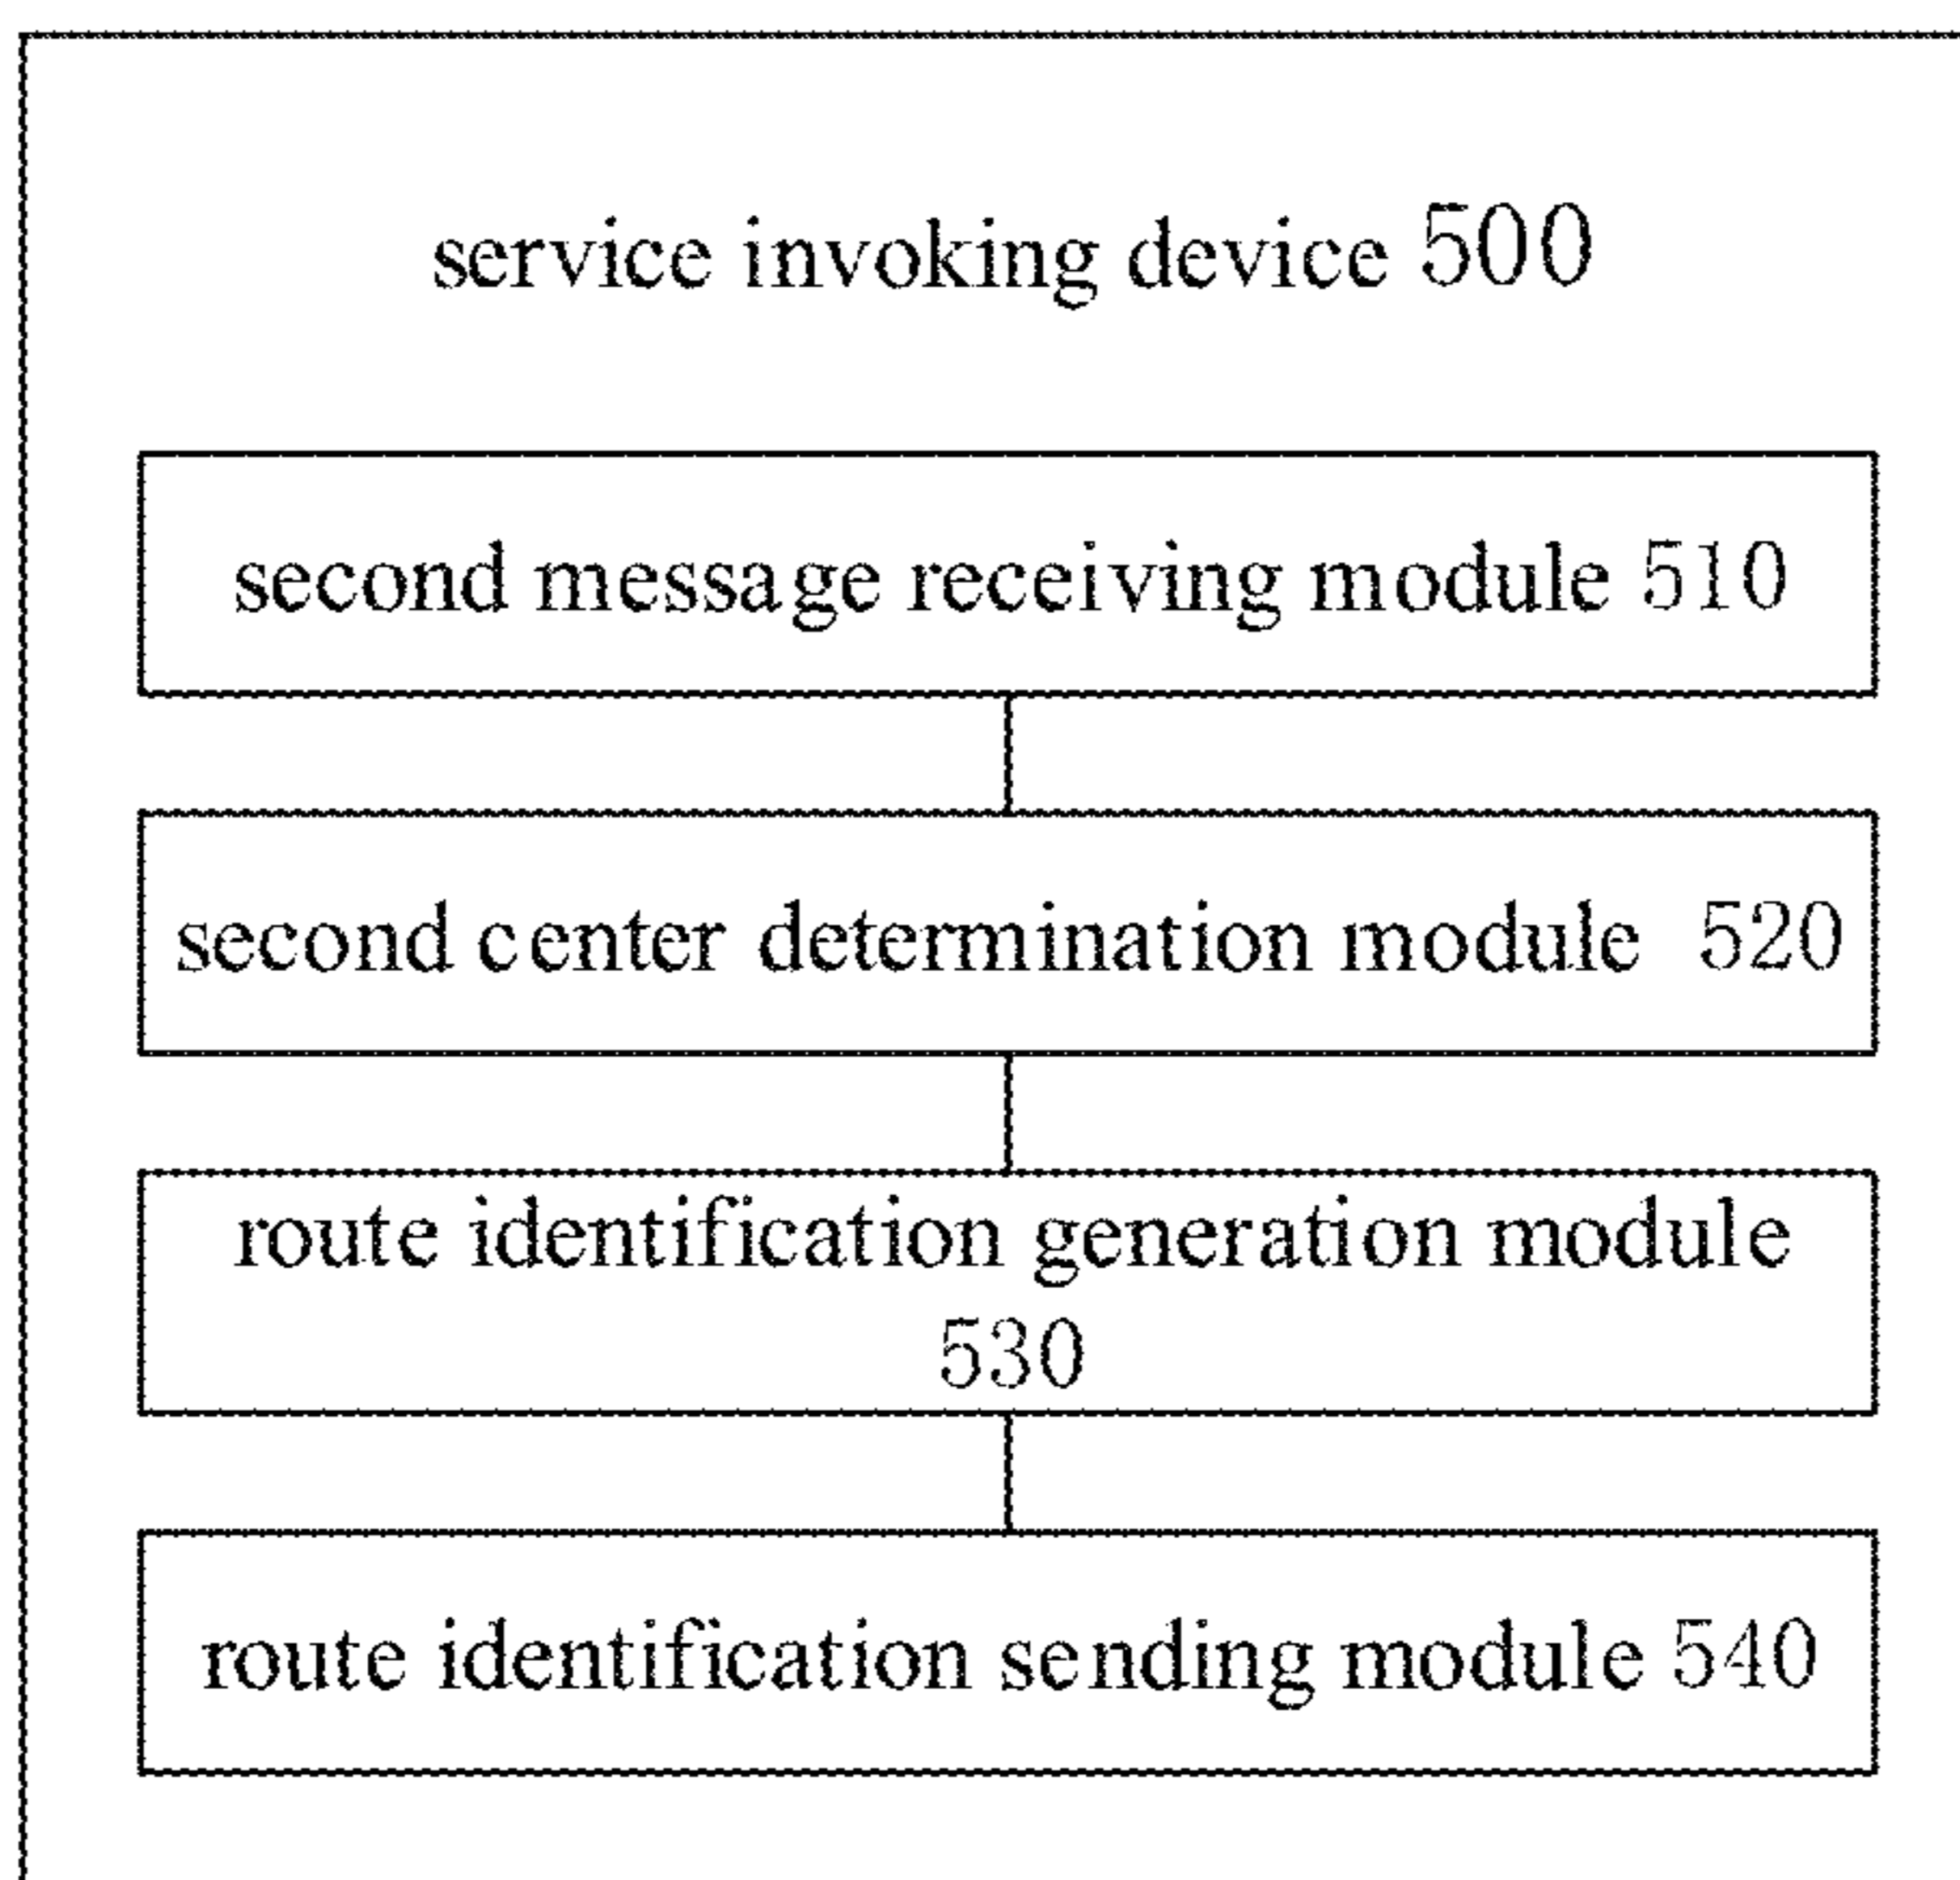 service invoking device 500
second message receiving module 510
second center determination module 520
route identification generation module
530
route identification sending module 540